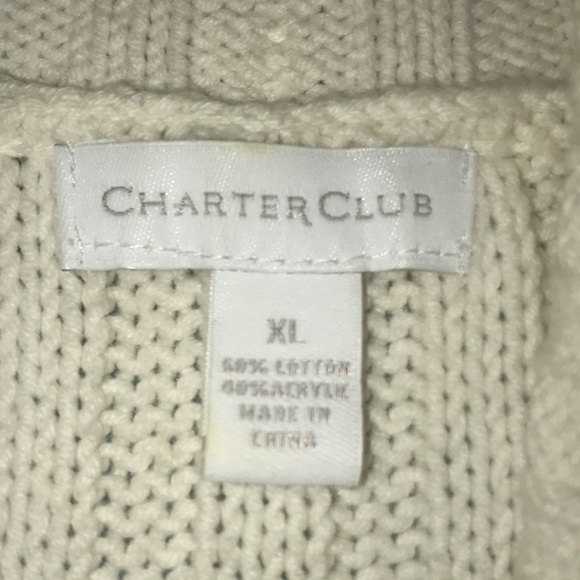 CHARTER CLUB
XL
60% COTTON
40% ACRYLIC
MADE IN
CHINA